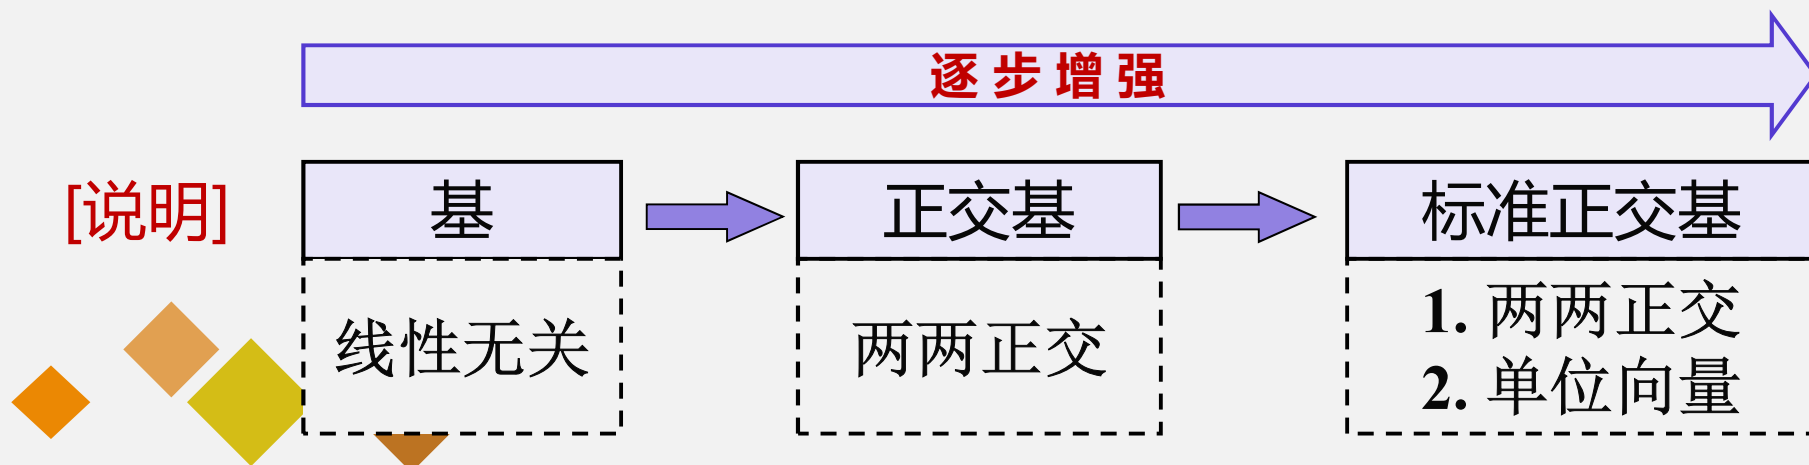 逐步增强
[说明]
基
正交基
标准正交基
线性无关
两两正交
1. 两两正交
2. 单位向量